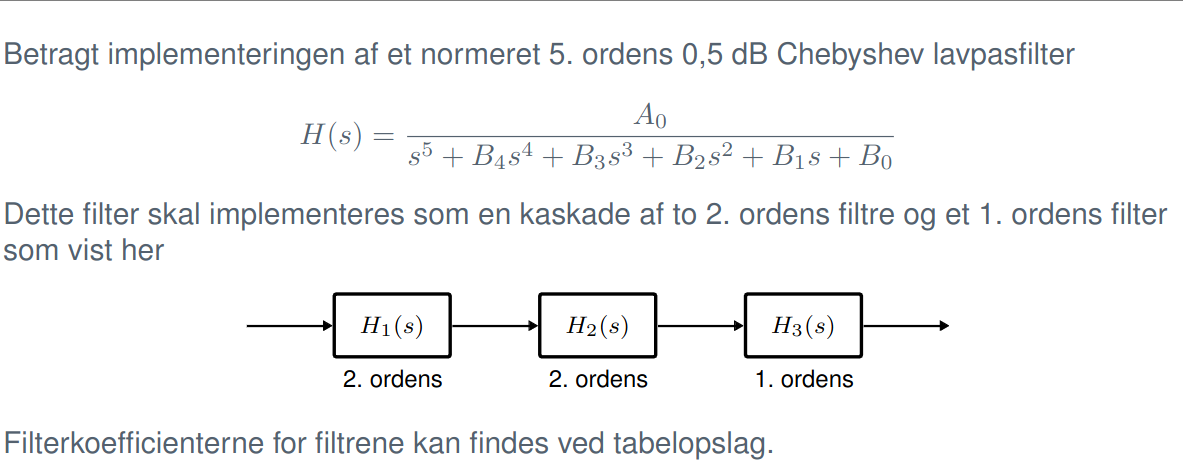 Betragt implementeringen af et normeret 5. ordens 0,5 dB Chebyshev lavpasfilter
H(s) = A₀ / (s⁵ + B₄s⁴ + B₃s³ + B₂s² + B₁s + B₀)
Dette filter skal implementeres som en kaskade af to 2. ordens filtre og et 1. ordens filter
som vist her
H₁(s) H₂(s) H₃(s)
2. ordens 2. ordens 1. ordens
Filterkoefficienterne for filtrene kan findes ved tabelopslag.